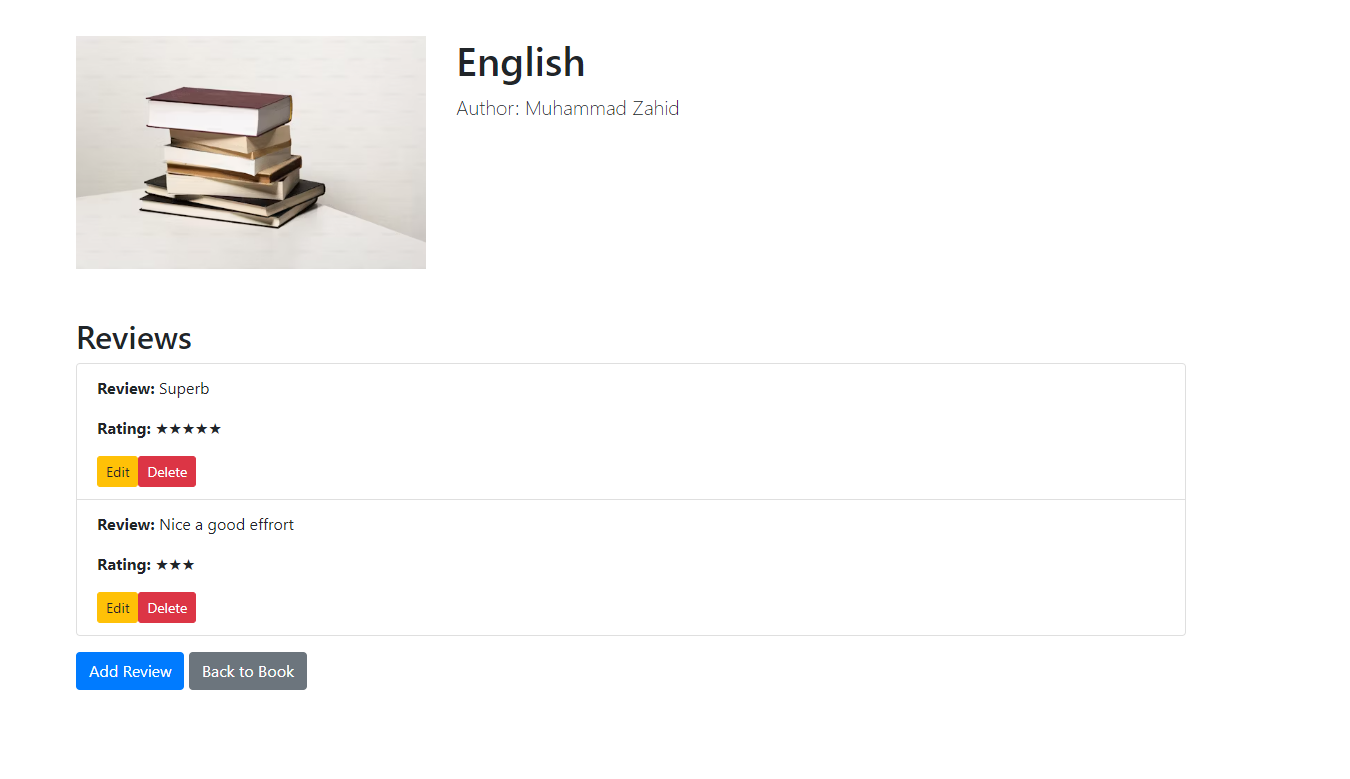 English
Author: Muhammad Zahid
Reviews
Review: Superb
Rating: ★★★★★
Edit Delete
Review: Nice a good effrort
Rating: ★★★
Edit Delete
Add Review Back to Book